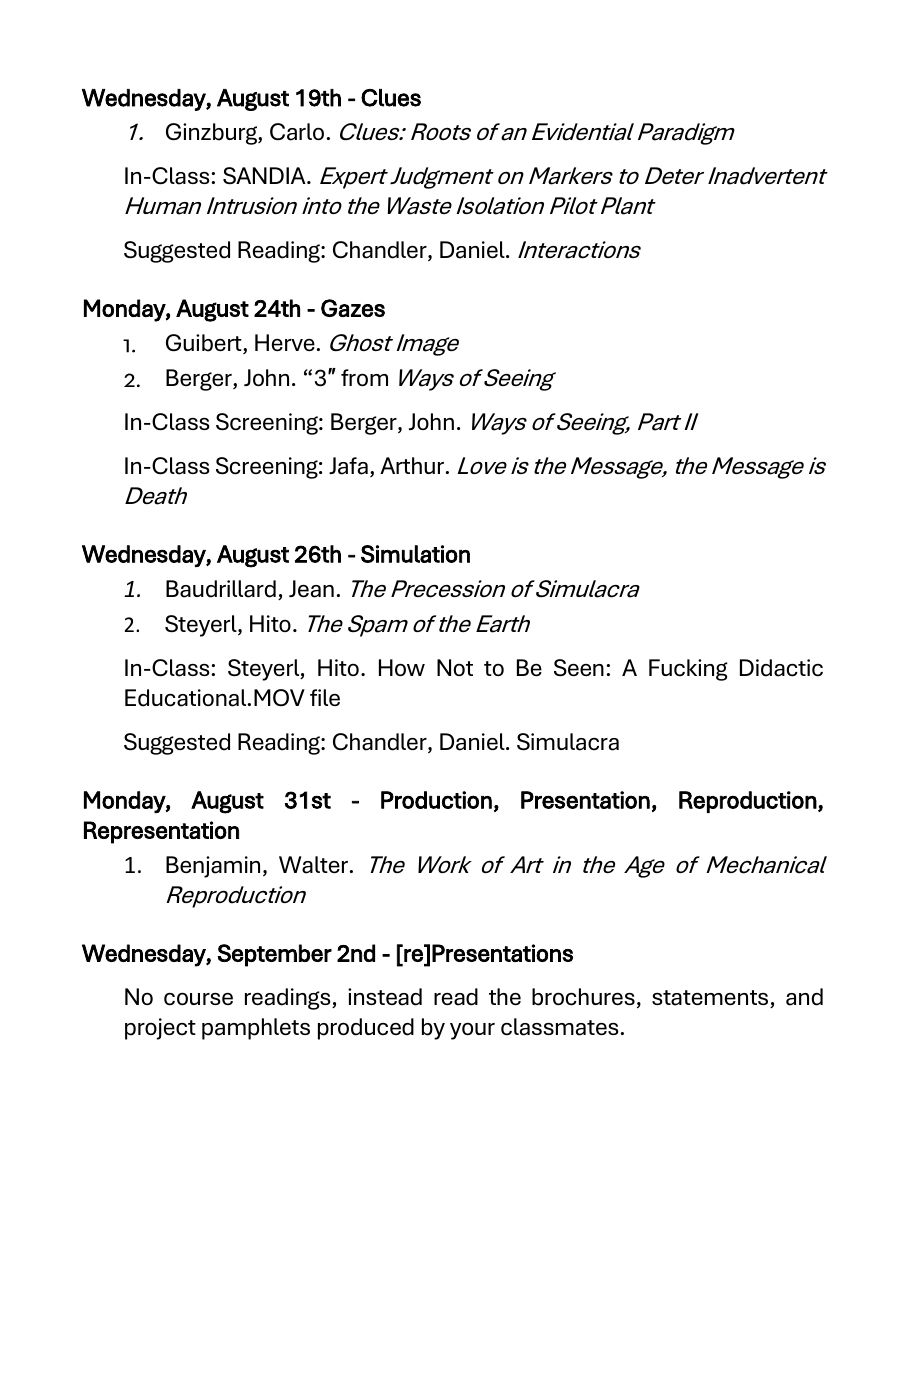 Wednesday, August 19th - Clues
1. Ginzburg, Carlo. Clues: Roots of an Evidential Paradigm
In-Class: SANDIA. Expert Judgment on Markers to Deter Inadvertent
Human Intrusion into the Waste Isolation Pilot Plant
Suggested Reading: Chandler, Daniel. Interactions
Monday, August 24th - Gazes
1. Guibert, Herve. Ghost Image
2. Berger, John. “3″ from Ways of Seeing
In-Class Screening: Berger, John. Ways of Seeing, Part II
In-Class Screening: Jafa, Arthur. Love is the Message, the Message is
Death
Wednesday, August 26th - Simulation
1. Baudrillard, Jean. The Precession of Simulacra
2. Steyerl, Hito. The Spam of the Earth
In-Class: Steyerl, Hito. How Not to Be Seen: A Fucking Didactic
Educational.MOV file
Suggested Reading: Chandler, Daniel. Simulacra
Monday, August 31st - Production, Presentation, Reproduction,
Representation
1. Benjamin, Walter. The Work of Art in the Age of Mechanical
Reproduction
Wednesday, September 2nd - [re]Presentations
No course readings, instead read the brochures, statements, and
project pamphlets produced by your classmates.